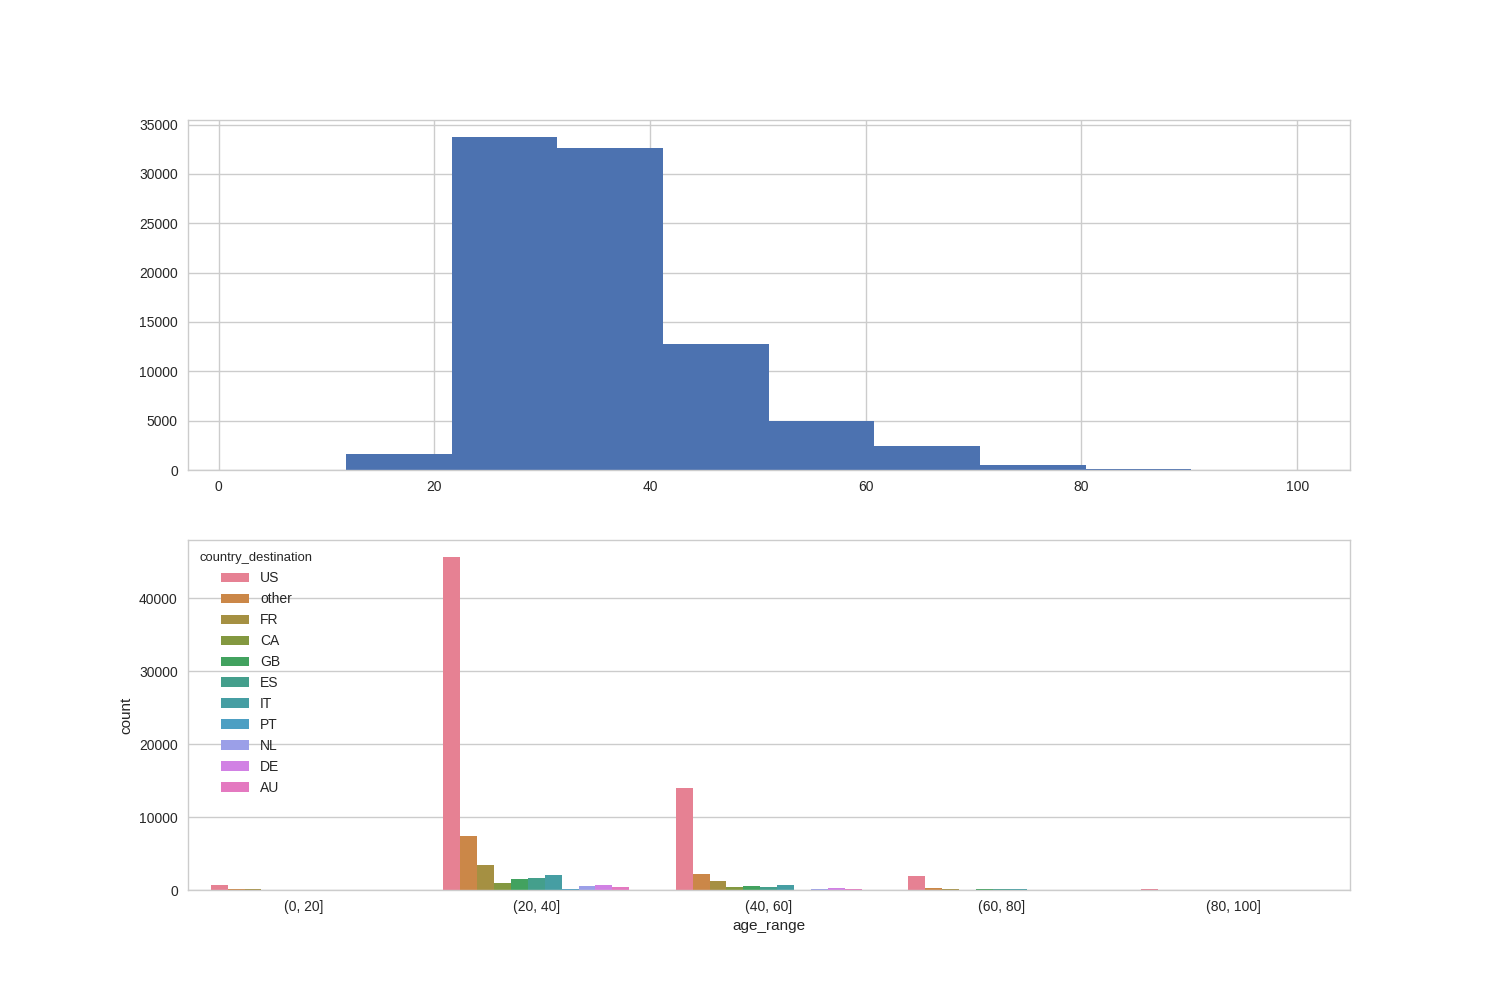 35000
30000
25000
20000
15000
10000
5000
0
0 20 40 60 80 100
country_destination
US
other
FR
CA
GB
ES
IT
PT
NL
DE
AU
40000
30000
20000
10000
0
count
(0, 20] (20, 40] (40, 60] (60, 80] (80, 100]
age_range